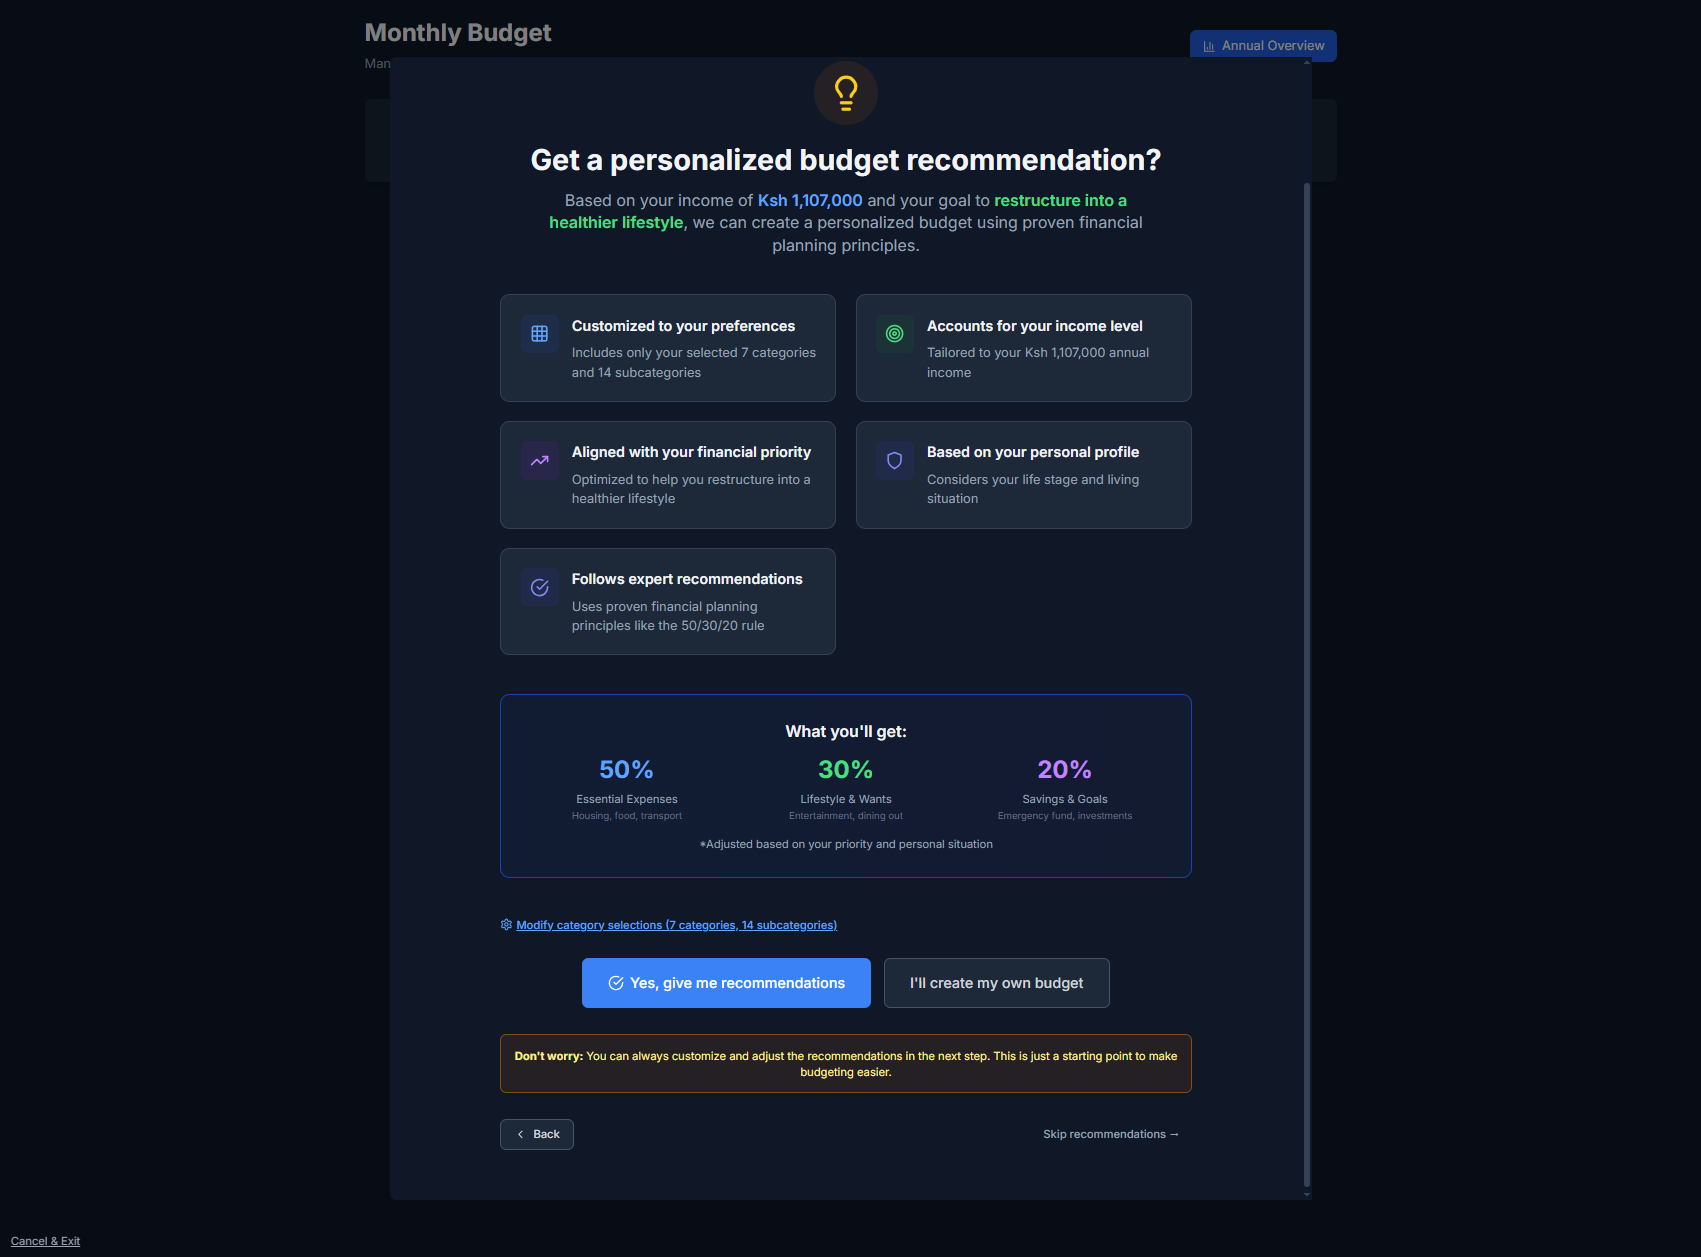 Monthly Budget
Annual Overview
Man
Get a personalized budget recommendation?
Based on your income of Ksh 1,107,000 and your goal to restructure into a
healthier lifestyle, we can create a personalized budget using proven financial
planning principles.
Customized to your preferences
Includes only your selected 7 categories
and 14 subcategories
Accounts for your income level
Tailored to your Ksh 1,107,000 annual
income
Aligned with your financial priority
Optimized to help you restructure into a
healthier lifestyle
Based on your personal profile
Considers your life stage and living
situation
Follows expert recommendations
Uses proven financial planning
principles like the 50/30/20 rule
What you'll get:
50%
Essential Expenses
Housing, food, transport
30%
Lifestyle & Wants
Entertainment, dining out
20%
Savings & Goals
Emergency fund, investments
*Adjusted based on your priority and personal situation
Modify category selections (7 categories, 14 subcategories)
Yes, give me recommendations
I'll create my own budget
Don't worry: You can always customize and adjust the recommendations in the next step. This is just a starting point to make
budgeting easier.
Back
Skip recommendations →
Cancel & Exit